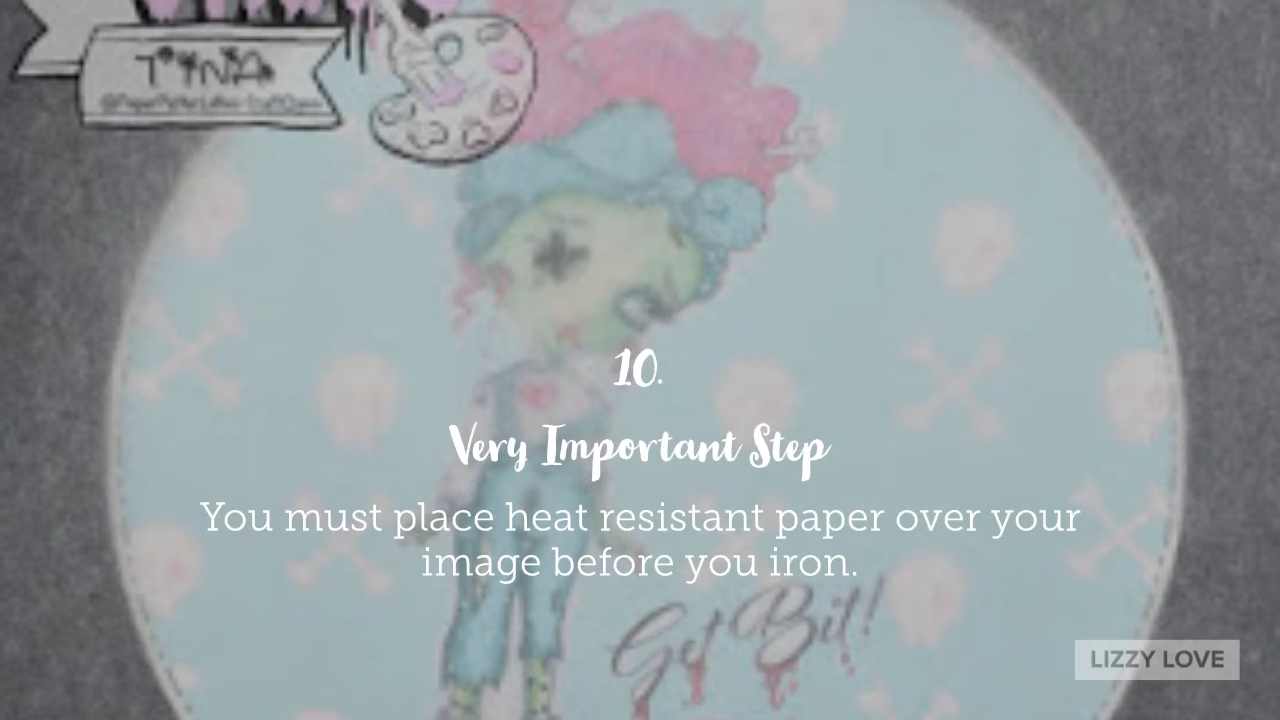 TINA
10.
Very Important Step
You must place heat resistant paper over your
image before you iron.
Get Bit!
LIZZY LOVE